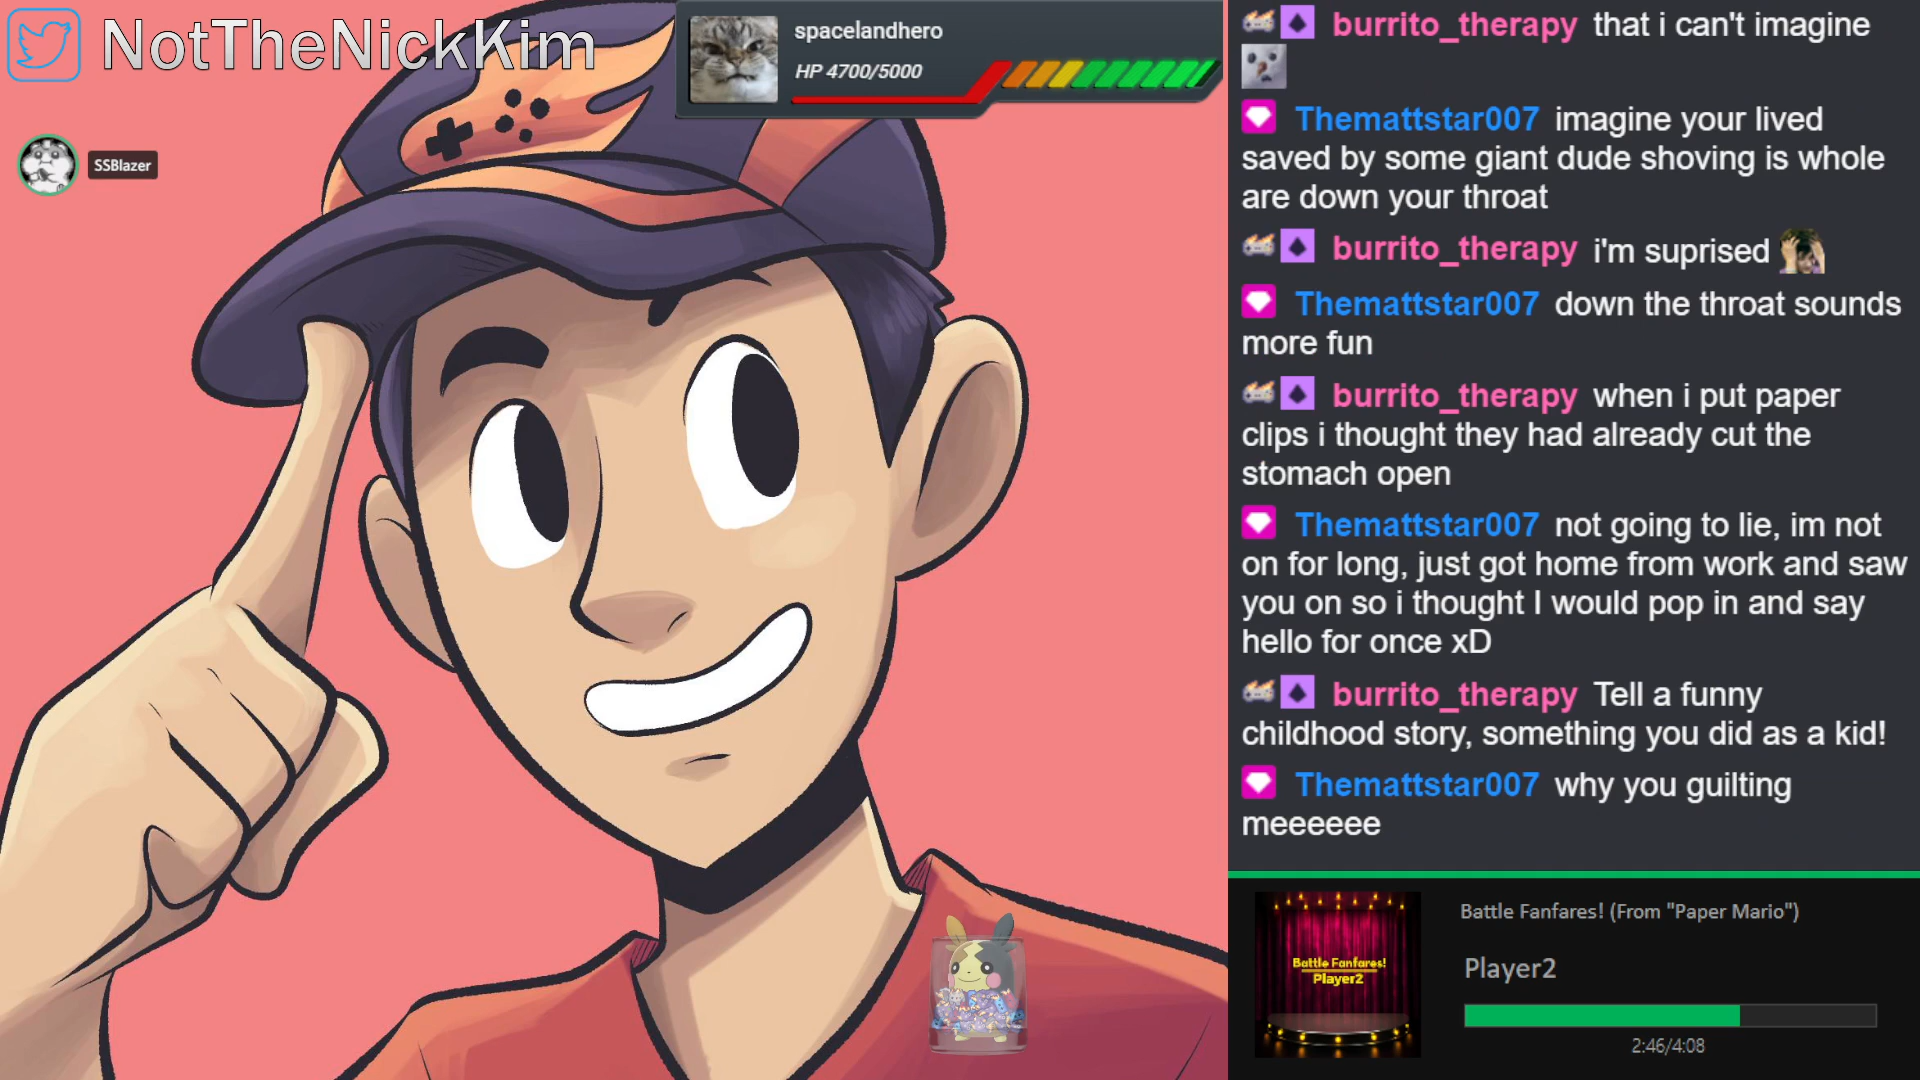 NotTheNickKim
spacelandhero
HP 4700/5000
SSBlazer
burrito_therapy that i can't imagine
Themattstar007 imagine your lived
saved by some giant dude shoving is whole
are down your throat
burrito_therapy i'm suprised
Themattstar007 down the throat sounds
more fun
burrito_therapy when i put paper
clips i thought they had already cut the
stomach open
Themattstar007 not going to lie, im not
on for long, just got home from work and saw
you on so i thought I would pop in and say
hello for once xD
burrito_therapy Tell a funny
childhood story, something you did as a kid!
Themattstar007 why you guilting
meeeeee
Battle Fanfares!
Player2
Battle Fanfares! (From "Paper Mario")
Player2
2:46/4:08